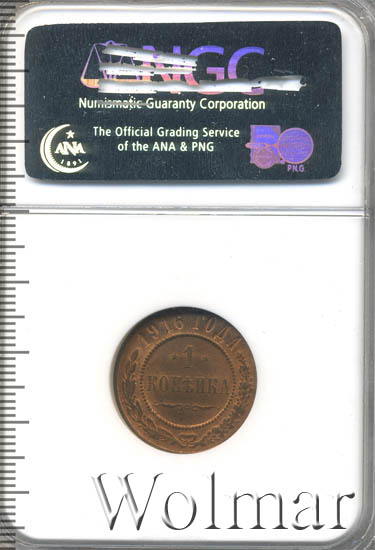 NGC
Numismatic Guaranty Corporation
The Official Grading Service
of the ANA & PNG
ANA
1891
PNG
1916 ГОДА
* 1 *
КОПѢЙКА
Wolmar